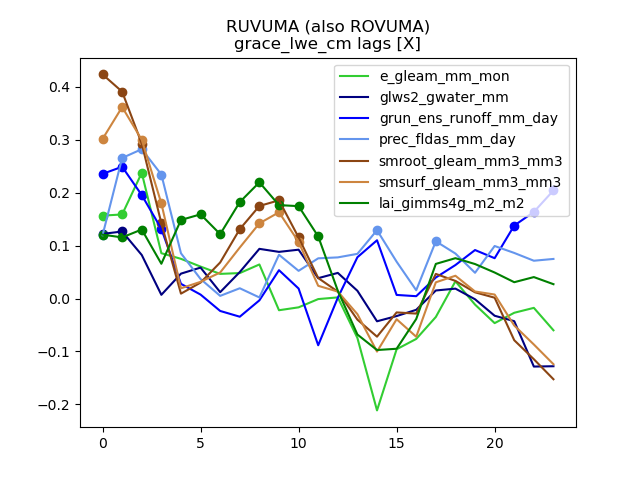 RUVUMA (also ROVUMA)
grace_lwe_cm lags [X]
e_gleam_mm_mon
glws2_gwater_mm
grun_ens_runoff_mm_day
prec_fldas_mm_day
smroot_gleam_mm3_mm3
smsurf_gleam_mm3_mm3
lai_gimms4g_m2_m2
0.4
0.3
0.2
0.1
0.0
−0.1
−0.2
0 5 10 15 20